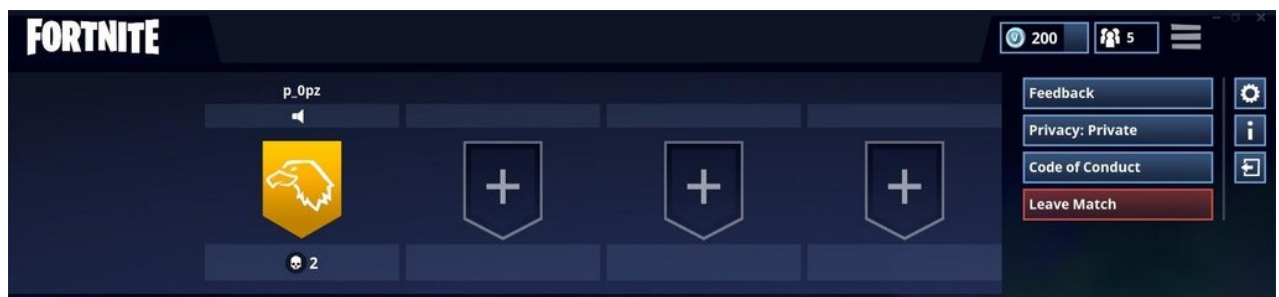 FORTNITE
200
5
p_0pz
2
Feedback
Privacy: Private
Code of Conduct
Leave Match